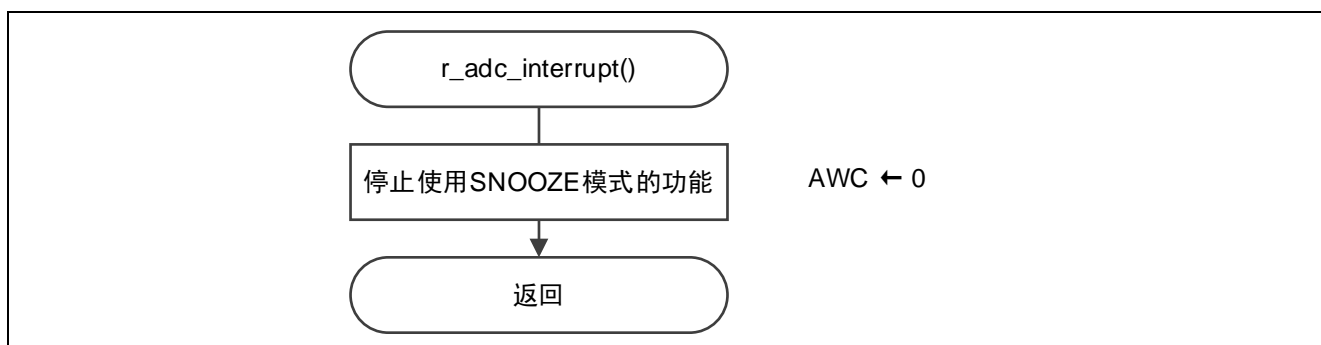 r_adc_interrupt()
停止使用SNOOZE模式的功能 AWC ← 0
返回